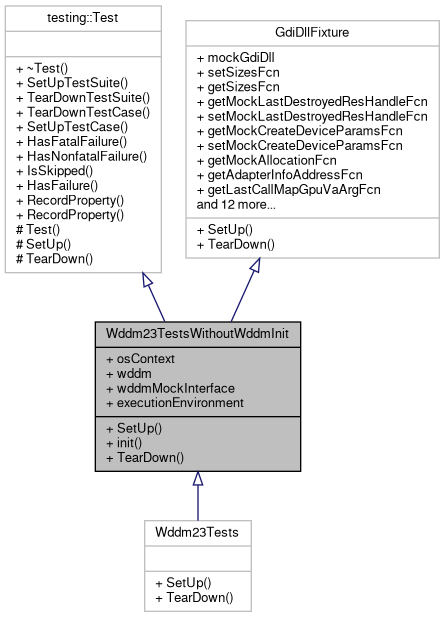 testing::Test
+ ~Test()
+ SetUpTestSuite()
+ TearDownTestSuite()
+ TearDownTestCase()
+ SetUpTestCase()
+ HasFatalFailure()
+ HasNonfatalFailure()
+ IsSkipped()
+ HasFailure()
+ RecordProperty()
+ RecordProperty()
# Test()
# SetUp()
# TearDown()
GdiDllFixture
+ mockGdiDll
+ setSizesFcn
+ getSizesFcn
+ getMockLastDestroyedResHandleFcn
+ setMockLastDestroyedResHandleFcn
+ getMockCreateDeviceParamsFcn
+ setMockCreateDeviceParamsFcn
+ getMockAllocationFcn
+ getAdapterInfoAddressFcn
+ getLastCallMapGpuVaArgFcn
and 12 more...
+ SetUp()
+ TearDown()
Wddm23TestsWithoutWddmInit
+ osContext
+ wddm
+ wddmMockInterface
+ executionEnvironment
+ SetUp()
+ init()
+ TearDown()
Wddm23Tests
+ SetUp()
+ TearDown()